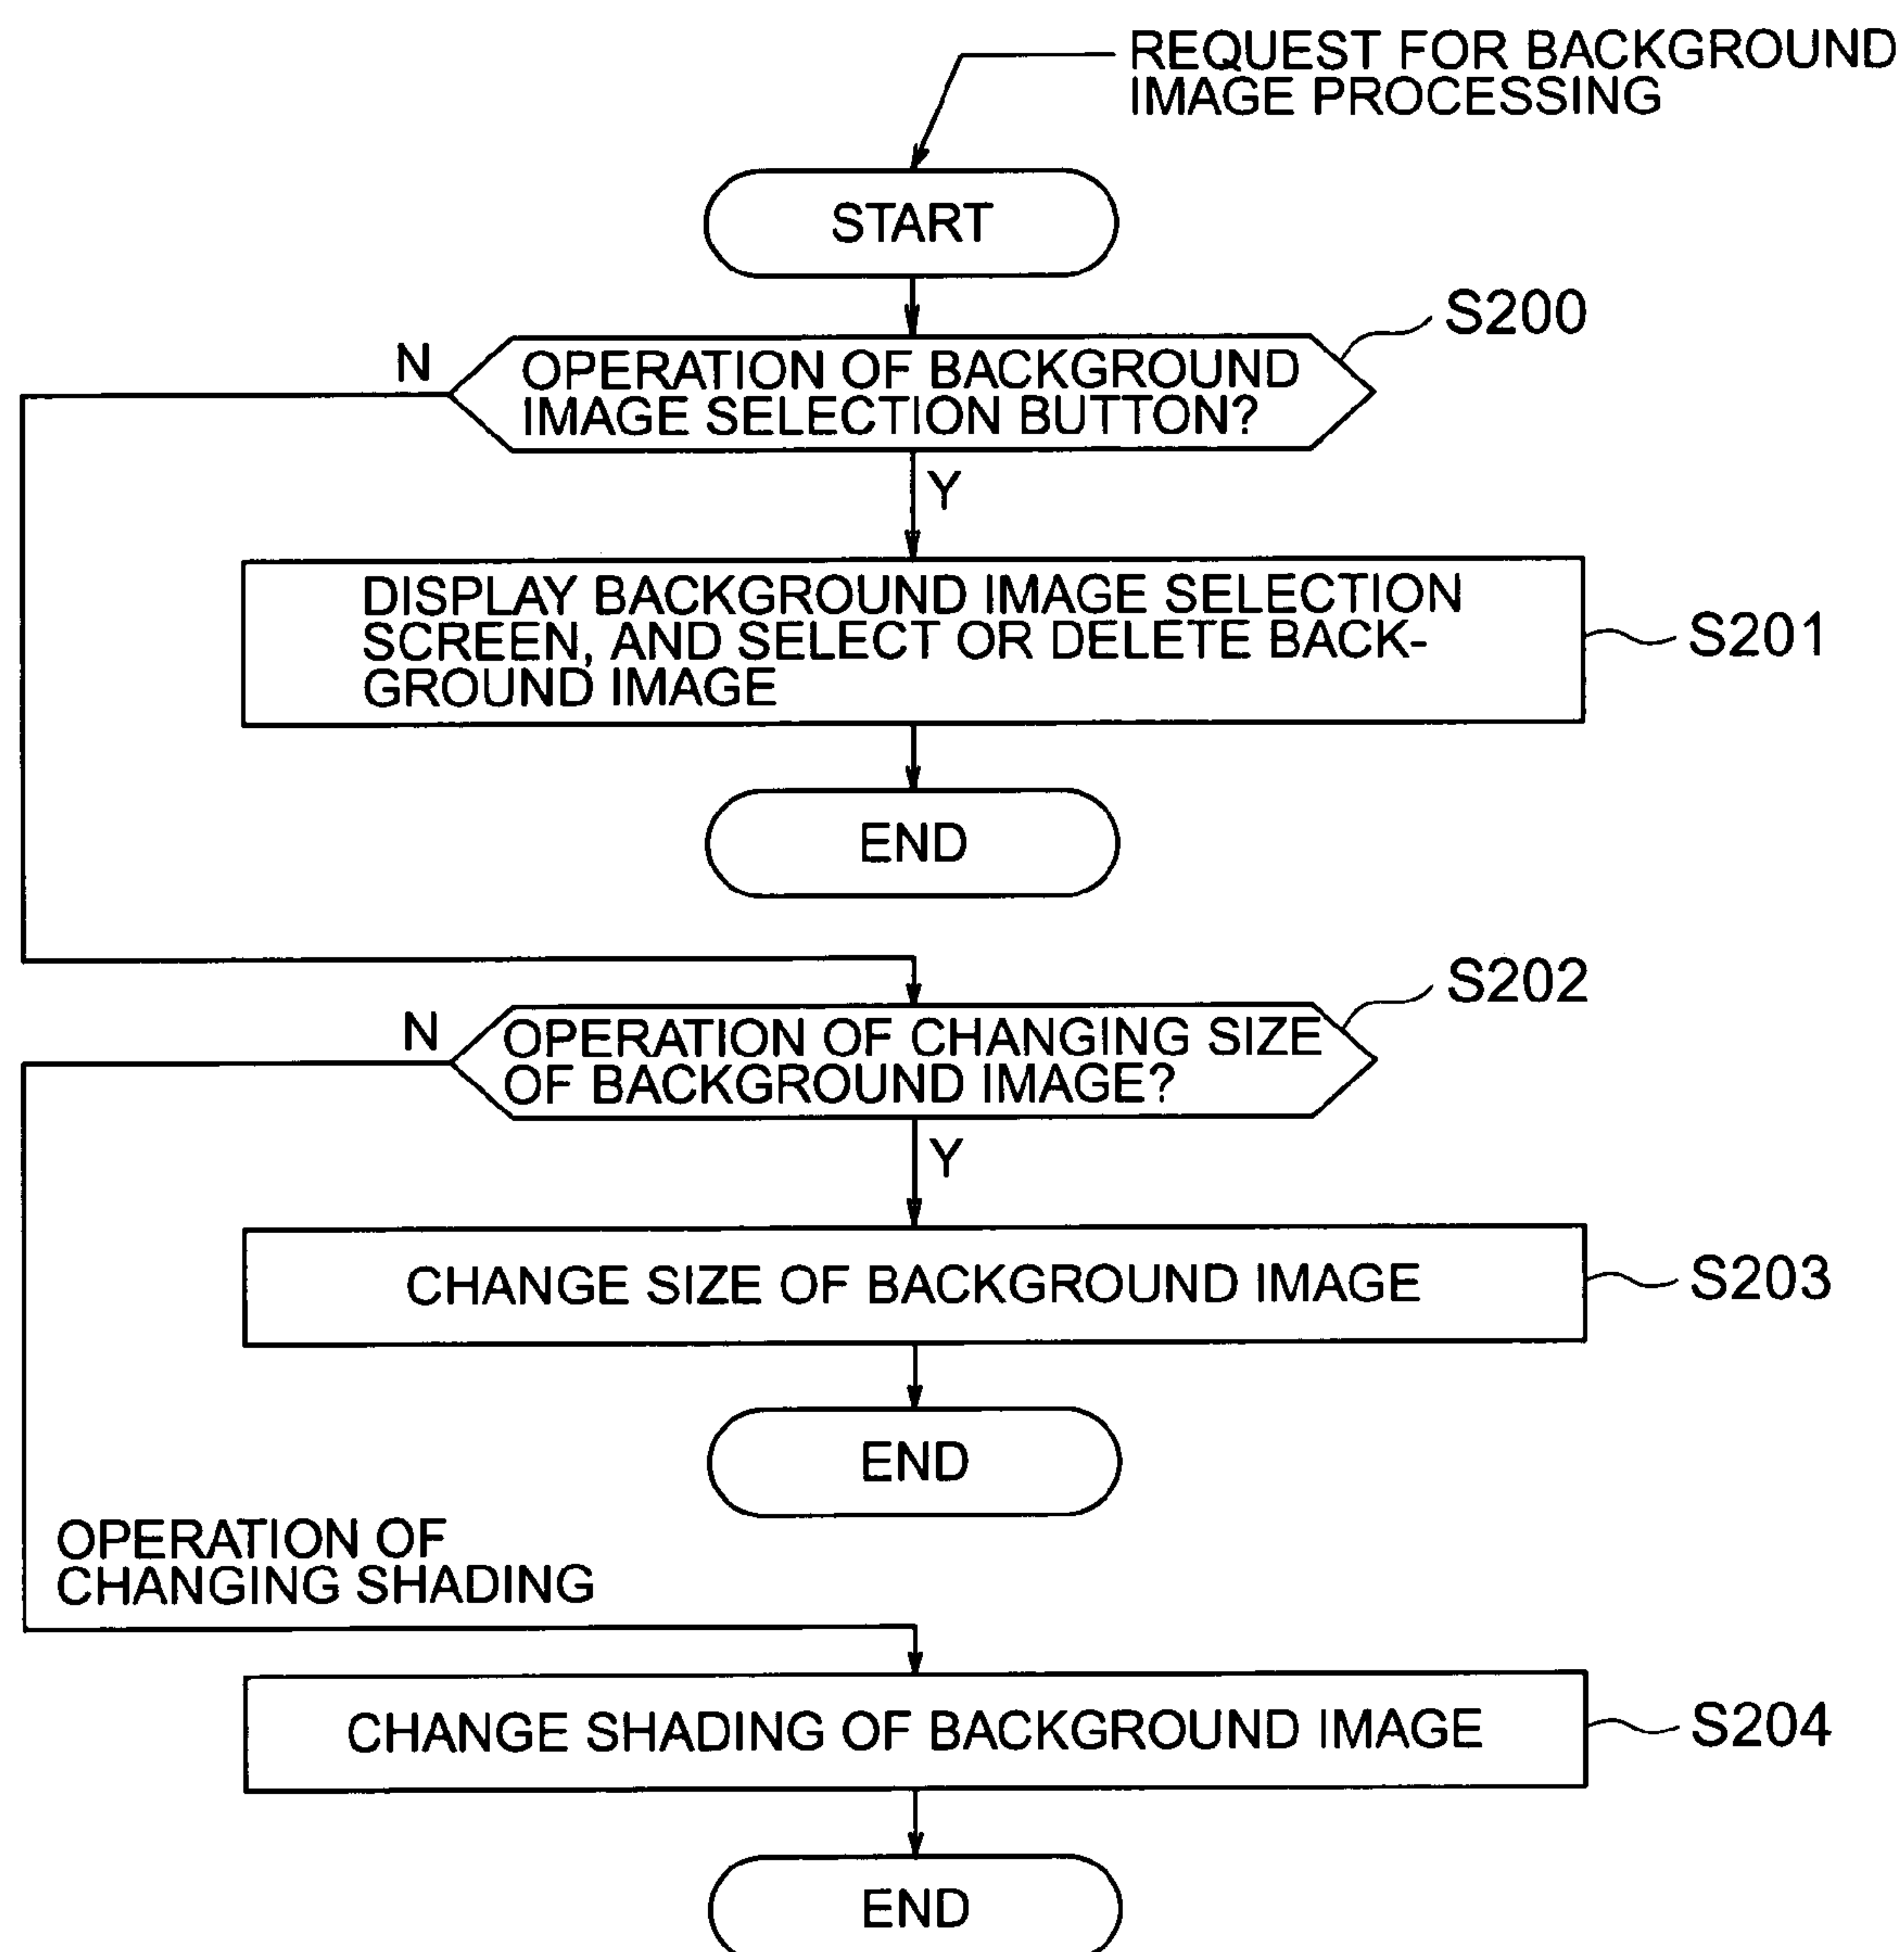 REQUEST FOR BACKGROUND
IMAGE PROCESSING
START
S200
N
OPERATION OF BACKGROUND
IMAGE SELECTION BUTTON?
Y
DISPLAY BACKGROUND IMAGE SELECTION
SCREEN, AND SELECT OR DELETE BACK-
GROUND IMAGE
S201
END
S202
N
OPERATION OF CHANGING SIZE
OF BACKGROUND IMAGE?
Y
CHANGE SIZE OF BACKGROUND IMAGE
S203
END
OPERATION OF
CHANGING SHADING
CHANGE SHADING OF BACKGROUND IMAGE
S204
END